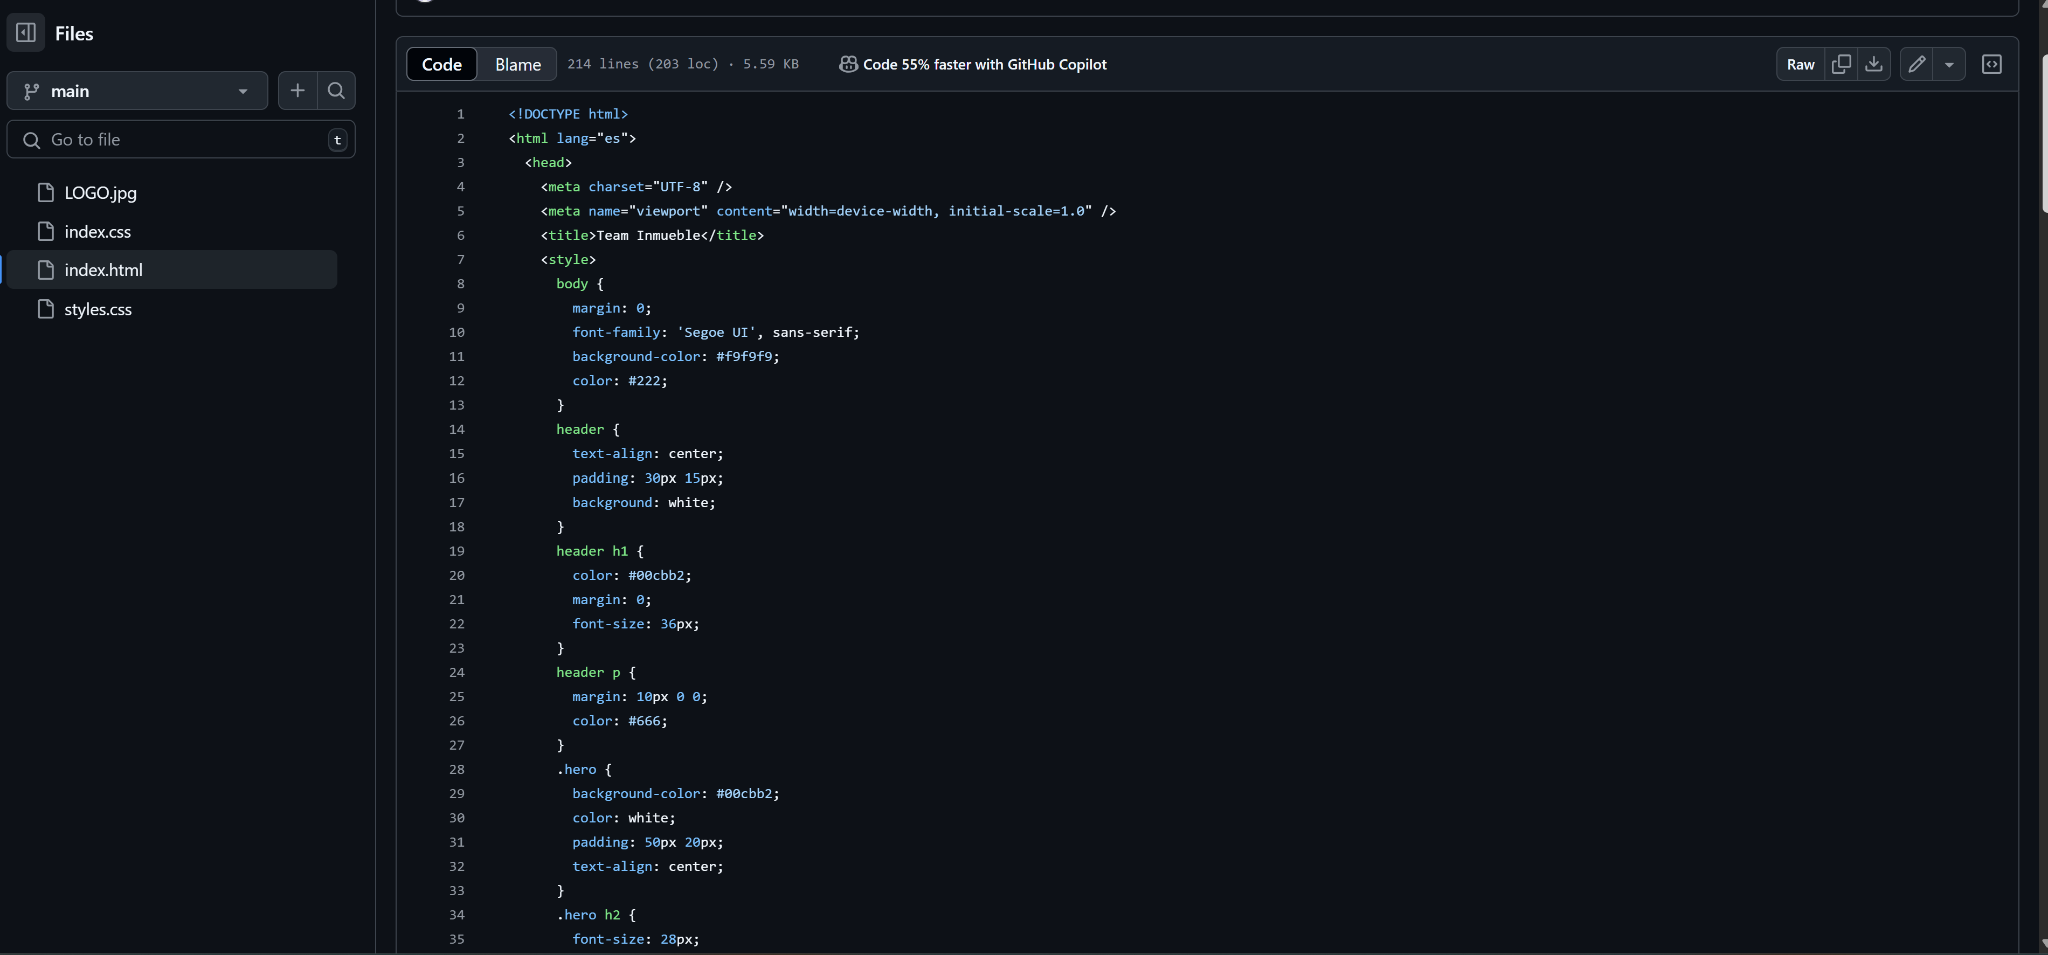 Files
main
Go to file t
LOGO.jpg
index.css
index.html
styles.css
Code Blame 214 lines (203 loc) · 5.59 KB Code 55% faster with GitHub Copilot Raw
1 <!DOCTYPE html>
2 <html lang="es">
3 <head>
4 <meta charset="UTF-8" />
5 <meta name="viewport" content="width=device-width, initial-scale=1.0" />
6 <title>Team Inmueble</title>
7 <style>
8 body {
9 margin: 0;
10 font-family: 'Segoe UI', sans-serif;
11 background-color: #f9f9f9;
12 color: #222;
13 }
14 header {
15 text-align: center;
16 padding: 30px 15px;
17 background: white;
18 }
19 header h1 {
20 color: #00cbb2;
21 margin: 0;
22 font-size: 36px;
23 }
24 header p {
25 margin: 10px 0 0;
26 color: #666;
27 }
28 .hero {
29 background-color: #00cbb2;
30 color: white;
31 padding: 50px 20px;
32 text-align: center;
33 }
34 .hero h2 {
35 font-size: 28px;